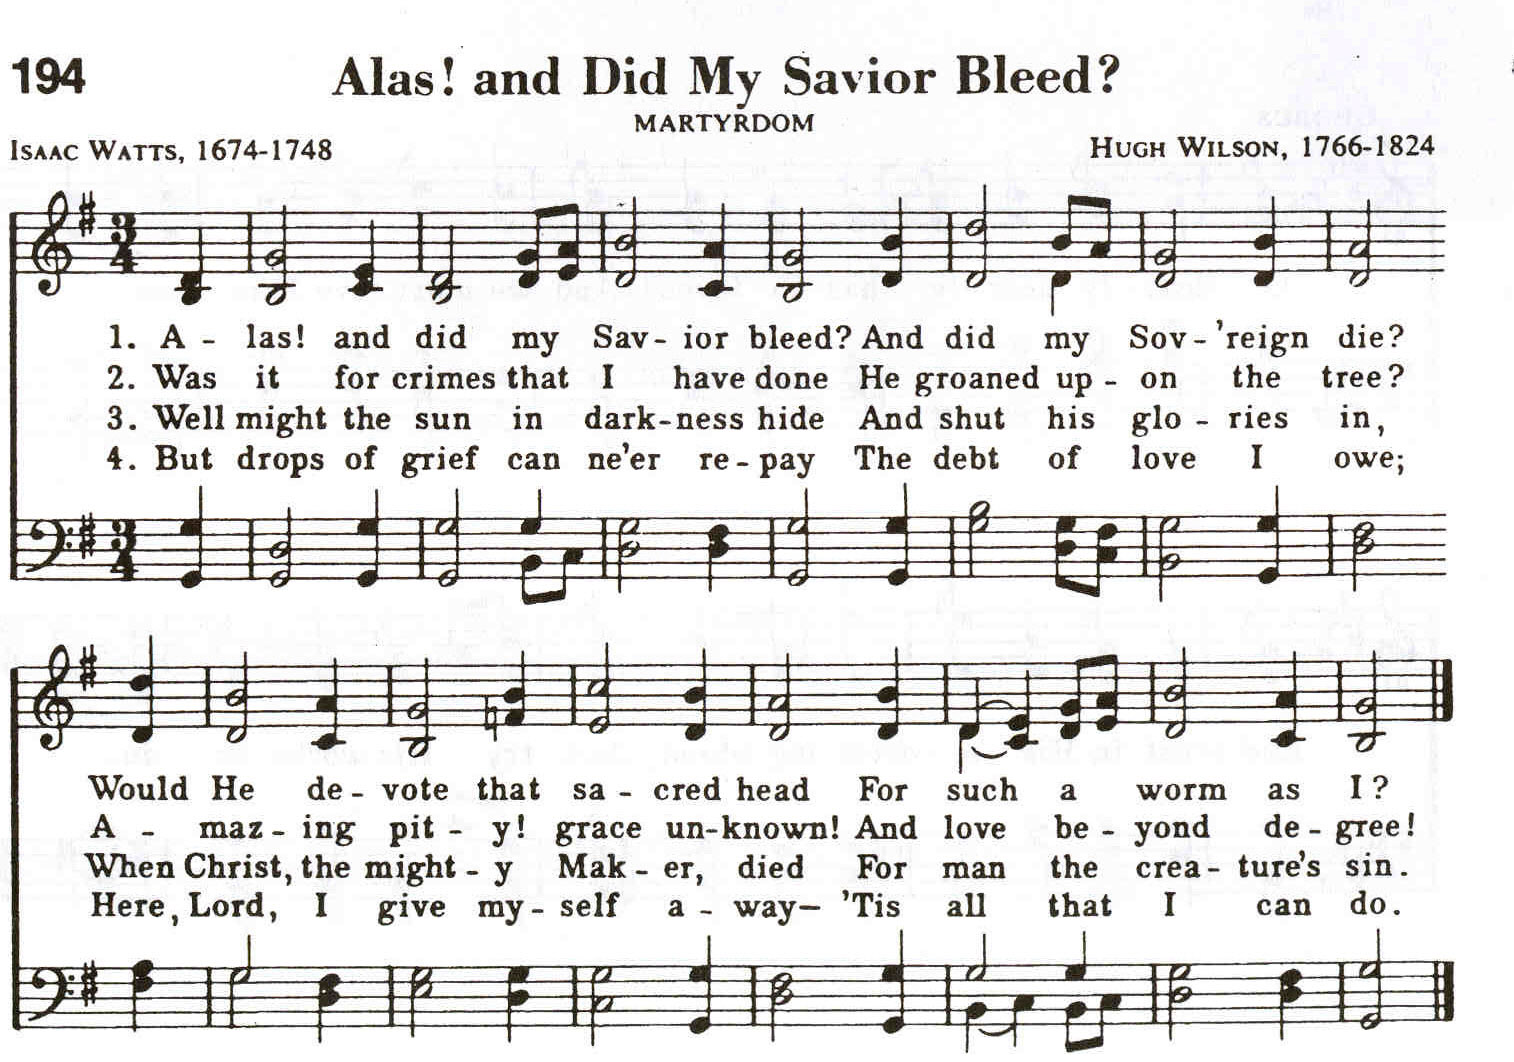 194 Alas! and Did My Savior Bleed?
MARTYRDOM
ISAAC WATTS, 1674-1748 HUGH WILSON, 1766-1824
1. A - las! and did my Sav - ior bleed? And did my Sov - 'reign die?
2. Was it for crimes that I have done He groaned up - on the tree?
3. Well might the sun in dark - ness hide And shut his glo - ries in,
4. But drops of grief can ne'er re - pay The debt of love I owe;
Would He de - vote that sa - cred head For such a worm as I?
A - maz - ing pit - y! grace un - known! And love be - yond de - gree!
When Christ, the might - y Mak - er, died For man the crea - ture's sin.
Here, Lord, I give my - self a - way— 'Tis all that I can do.